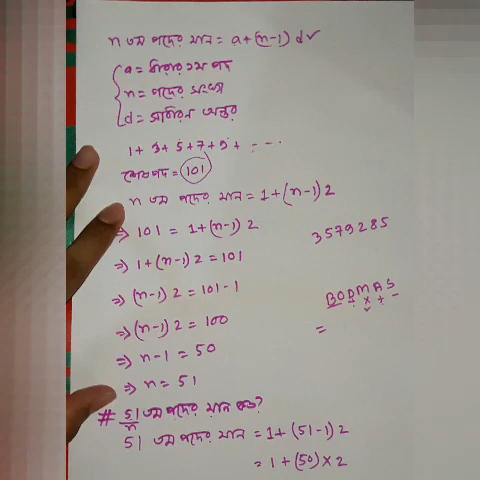 n তম পদের মান = a+(n-1) d ✓
a = ধারার ১ম পদ
n = পদের সংখ্যা
d = সাধারন অন্তর
1 + 3 + 5 + 7 + 9 + - - -
শেষপদ = 101
n তম পদের মান = 1+(n-1) 2
⇒ 101 = 1+(n-1) 2
3579285
⇒ 1+(n-1) 2 = 101
⇒ (n-1) 2 = 101-1
BODMAS
× + -
⇒ (n-1) 2 = 100
=
⇒ n-1 = 50
⇒ n = 51
# 51 তম পদের মান কত?
n
51 তম পদের মান = 1+(51-1) 2
= 1+(50)×2